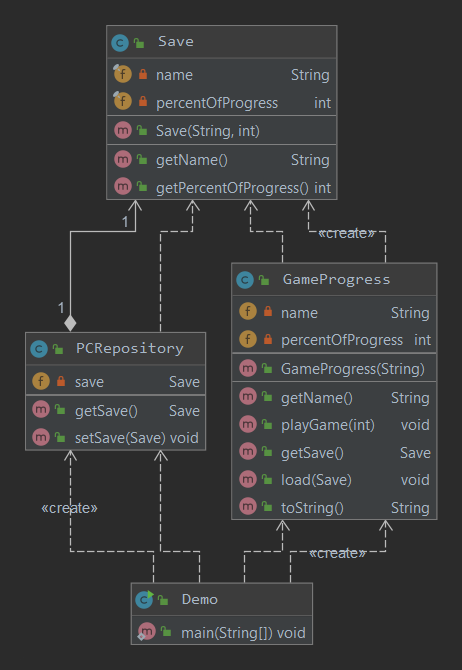 Save
name String
percentOfProgress int
Save(String, int)
getName() String
getPercentOfProgress() int
1
«create»
GameProgress
name String
percentOfProgress int
GameProgress(String)
getName() String
playGame(int) void
getSave() Save
load(Save) void
toString() String
1
PCRepository
save Save
getSave() Save
setSave(Save) void
«create»
«create»
Demo
main(String[]) void